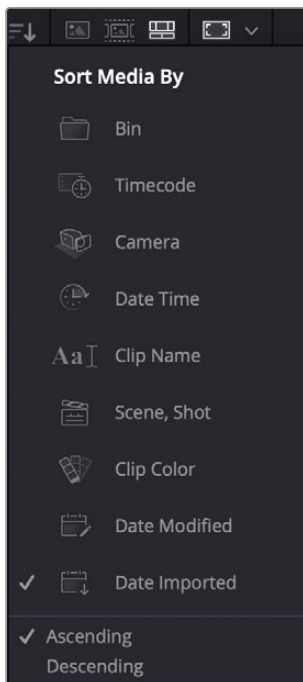 Sort Media By
Bin
Timecode
Camera
Date Time
Aa Clip Name
Scene, Shot
Clip Color
Date Modified
Date Imported
Ascending
Descending